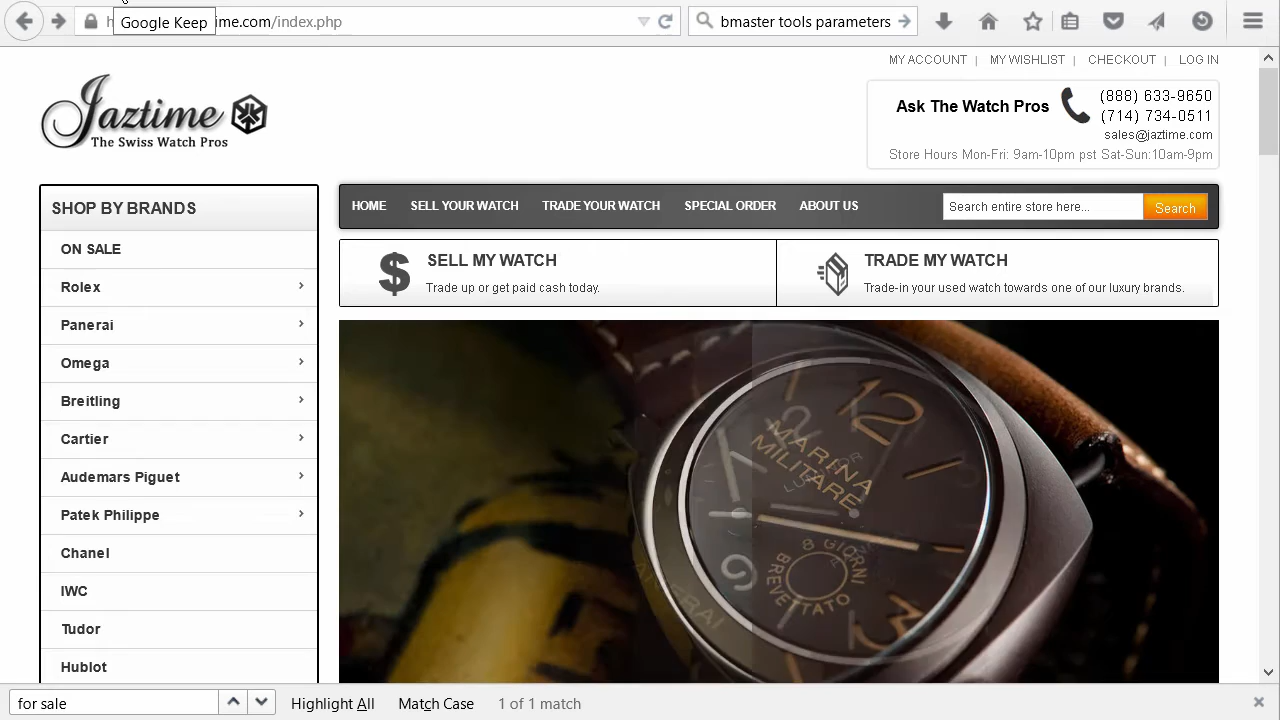 h
Google Keep
ime.com/index.php
bmaster tools parameters
MY ACCOUNT | MY WISHLIST | CHECKOUT | LOG IN
Jaztime
The Swiss Watch Pros
Ask The Watch Pros
(888) 633-9650
(714) 734-0511
sales@jaztime.com
Store Hours Mon-Fri: 9am-10pm pst Sat-Sun:10am-9pm
SHOP BY BRANDS
ON SALE
Rolex
Panerai
Omega
Breitling
Cartier
Audemars Piguet
Patek Philippe
Chanel
IWC
Tudor
Hublot
HOME SELL YOUR WATCH TRADE YOUR WATCH SPECIAL ORDER ABOUT US
Search entire store here... Search
$ SELL MY WATCH
Trade up or get paid cash today.
TRADE MY WATCH
Trade-in your used watch towards one of our luxury brands.
12
2
MARINA
MILITARE
9
8 GIORNI
BREVETTATO
3
PANERAI
for sale Highlight All Match Case 1 of 1 match